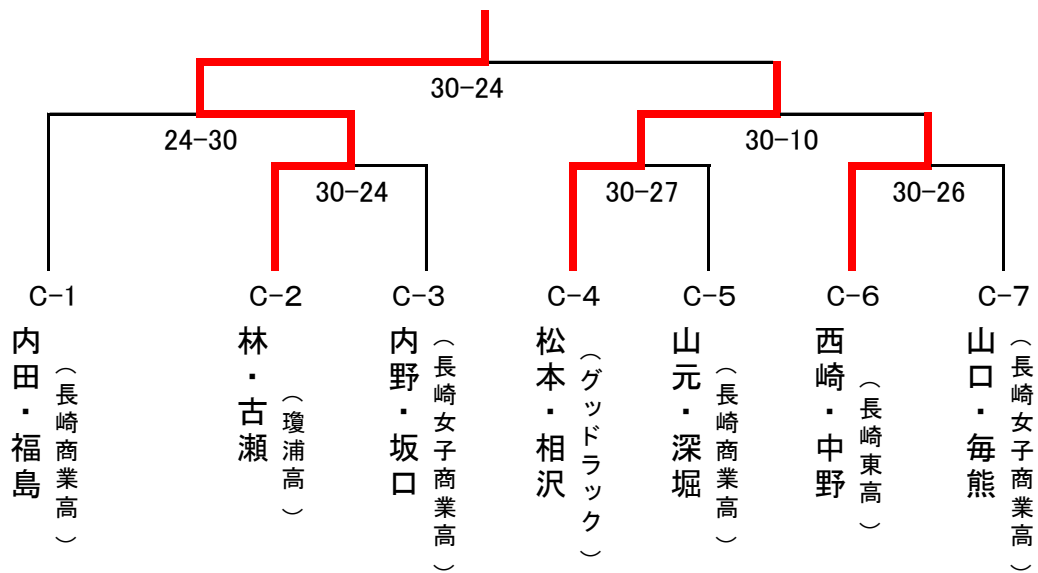 30-24
24-30
30-10
30-24
30-27
30-26
C-1
C-2
C-3
C-4
C-5
C-6
C-7
内田・福島
（長崎商業高）
林・古瀬
（瓊浦高）
内野・坂口
（長崎女子商業高）
松本・相沢
（グッドラック）
山元・深堀
（長崎商業高）
西崎・中野
（長崎東高）
山口・毎熊
（長崎女子商業高）